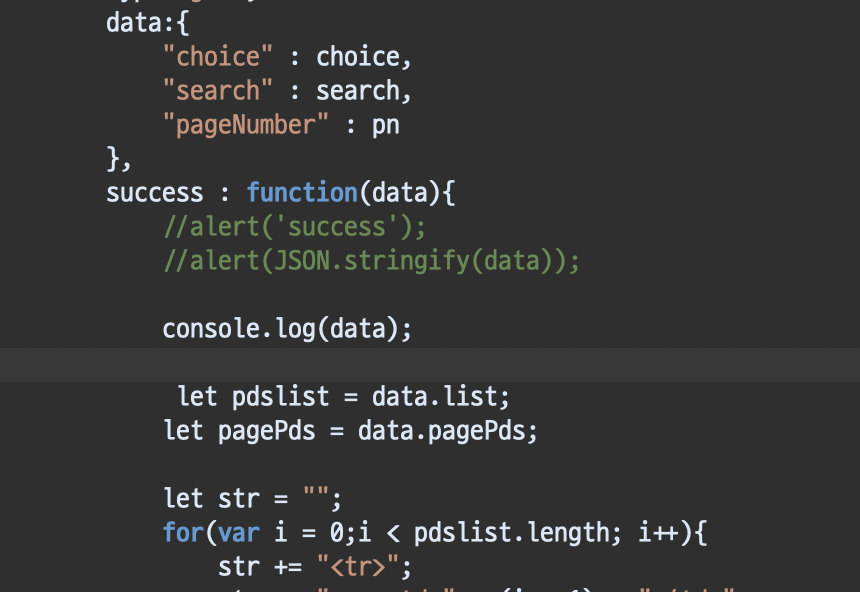 data:{
"choice" : choice,
"search" : search,
"pageNumber" : pn
},
success : function(data){
//alert('success');
//alert(JSON.stringify(data));
console.log(data);
let pdslist = data.list;
let pagePds = data.pagePds;
let str = "";
for(var i = 0;i < pdslist.length; i++){
str += "<tr>";